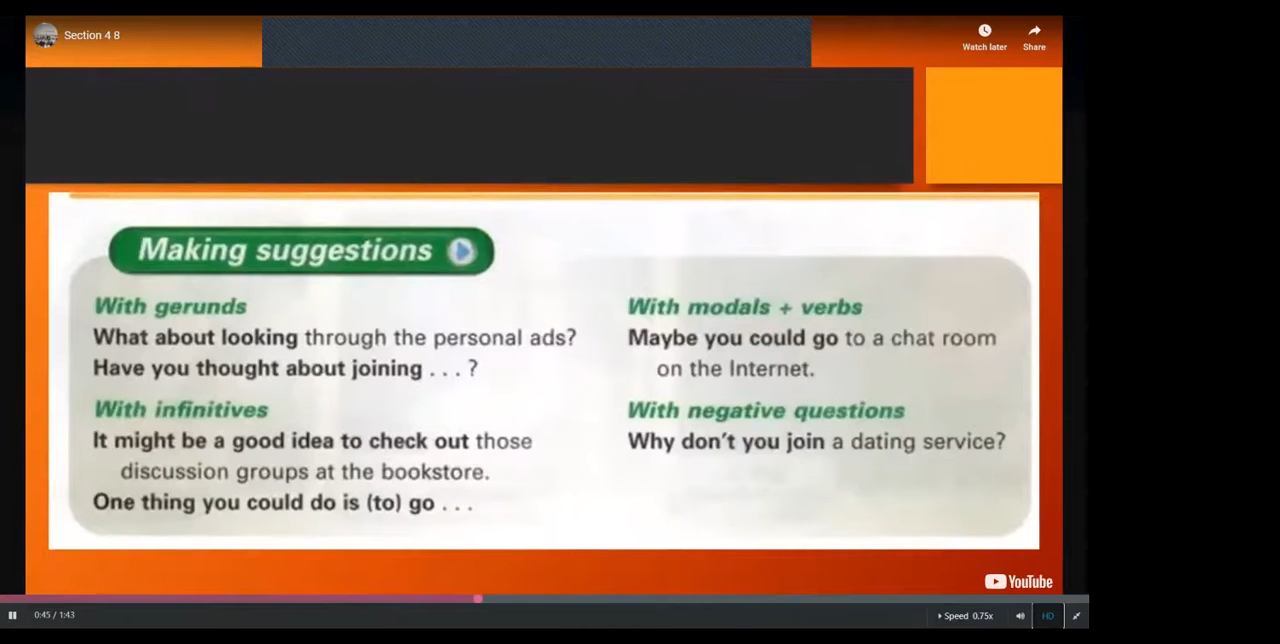 Section 4 8
Watch later
Share
Making suggestions
With gerunds
What about looking through the personal ads?
Have you thought about joining . . . ?
With infinitives
It might be a good idea to check out those
discussion groups at the bookstore.
One thing you could do is (to) go . . .
With modals + verbs
Maybe you could go to a chat room
on the Internet.
With negative questions
Why don't you join a dating service?
YouTube
0:45 / 1:43
Speed 0.75x
HD